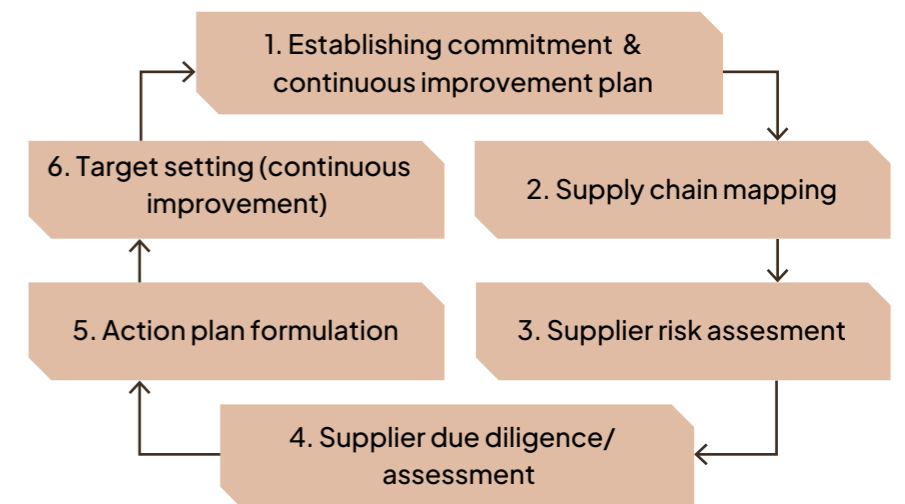 1. Establishing commitment &
continuous improvement plan
2. Supply chain mapping
3. Supplier risk assesment
4. Supplier due diligence/
assessment
5. Action plan formulation
6. Target setting (continuous
improvement)